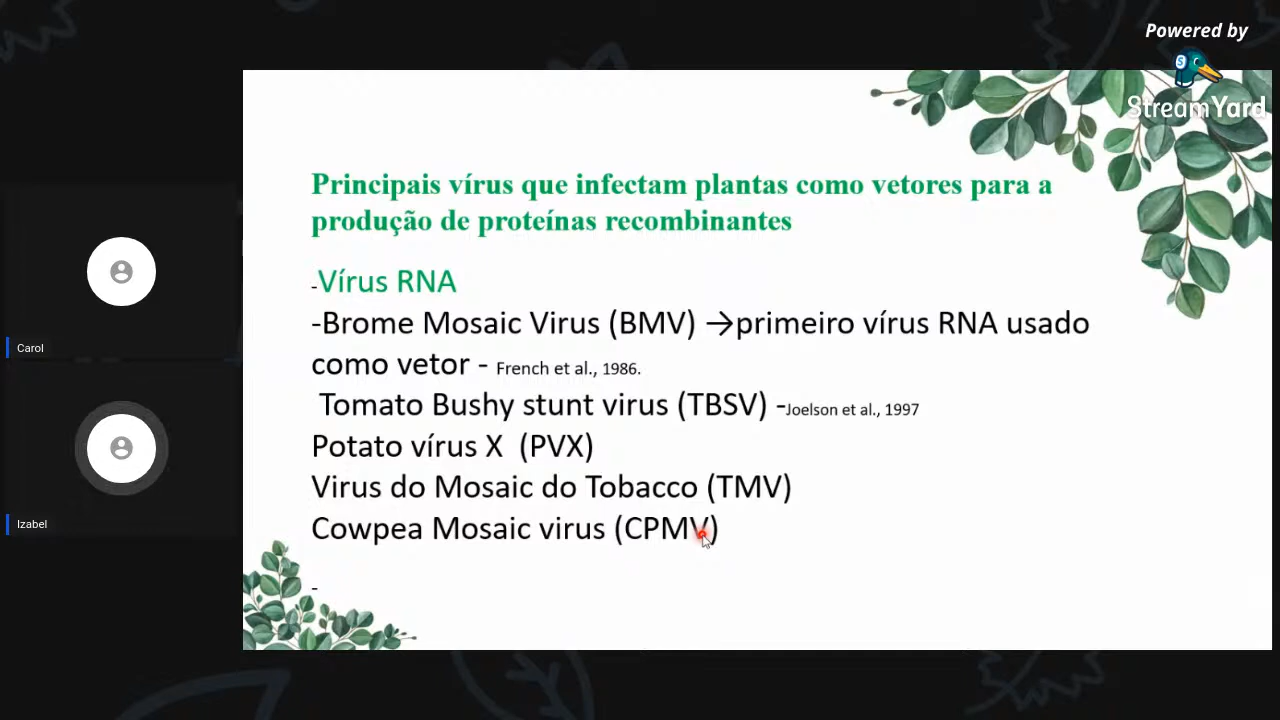 Powered by
StreamYard
Principais vírus que infectam plantas como vetores para a
produção de proteínas recombinantes
-Vírus RNA
-Brome Mosaic Virus (BMV) →primeiro vírus RNA usado
como vetor - French et al., 1986.
Tomato Bushy stunt virus (TBSV) -Joelson et al., 1997
Potato vírus X (PVX)
Virus do Mosaic do Tobacco (TMV)
Cowpea Mosaic virus (CPMV)
-
Carol
Izabel